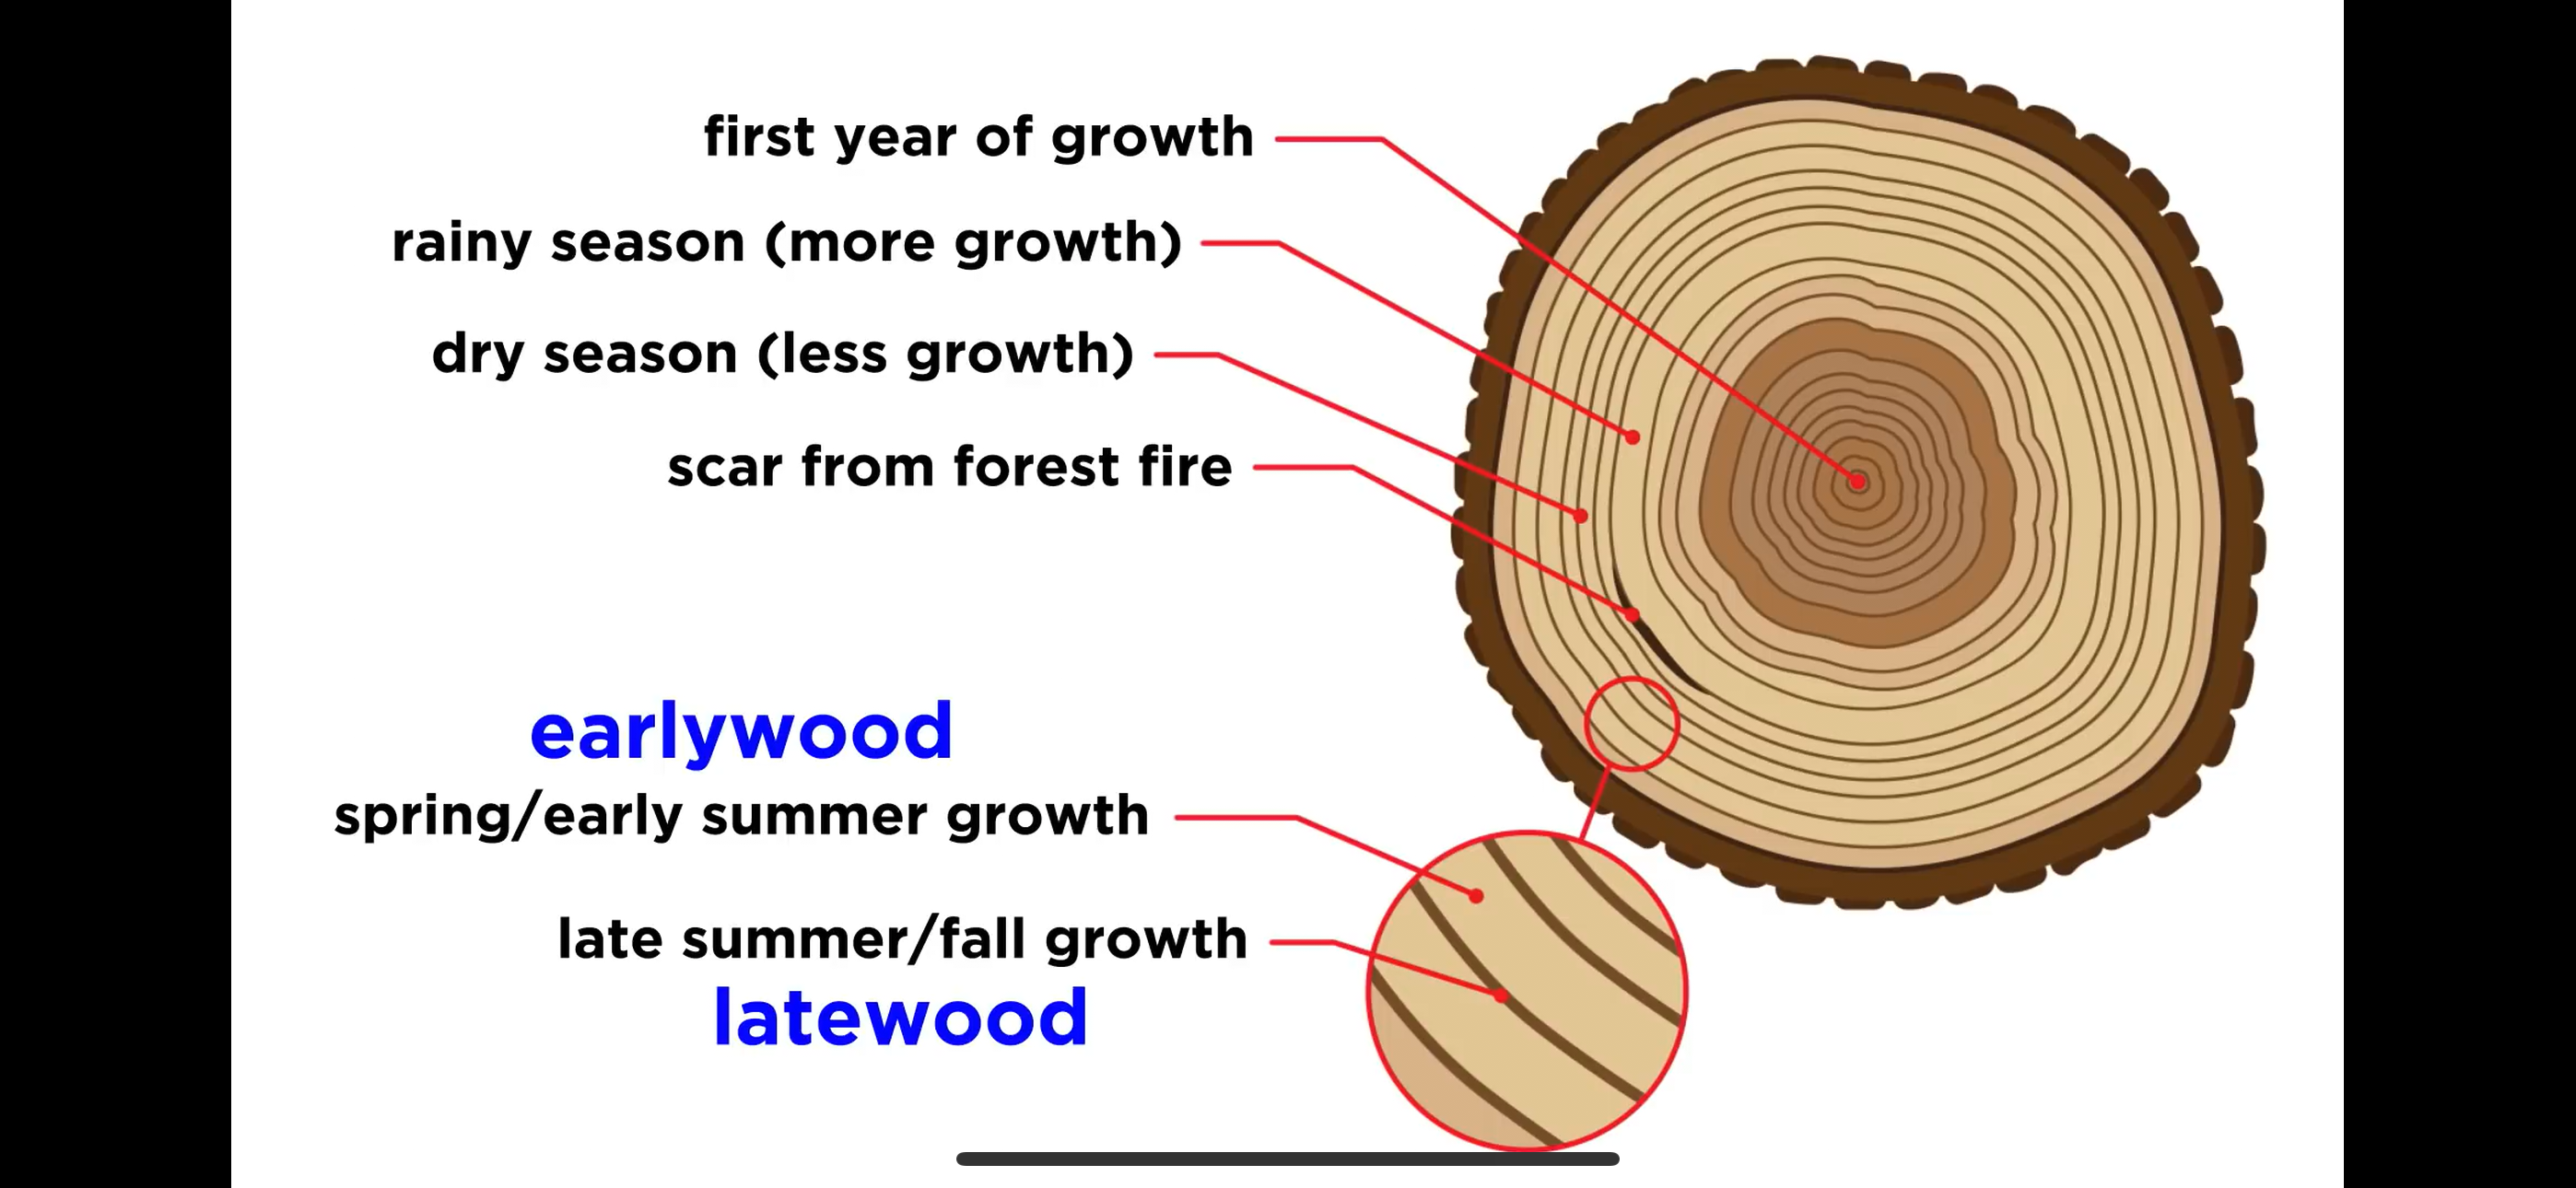 first year of growth
rainy season (more growth)
dry season (less growth)
scar from forest fire
earlywood
spring/early summer growth
late summer/fall growth
latewood